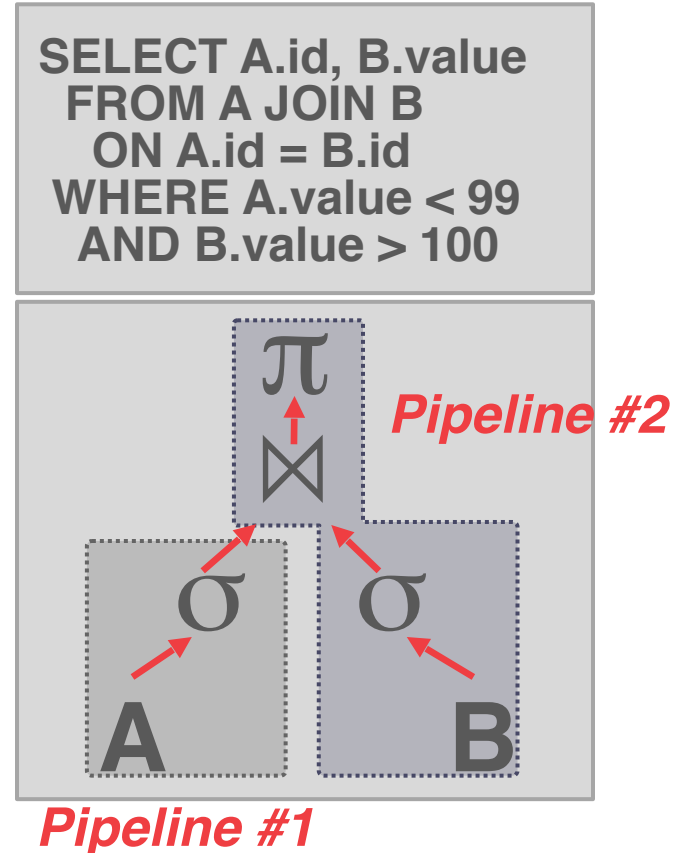 SELECT A.id, B.value
FROM A JOIN B
ON A.id = B.id
WHERE A.value < 99
AND B.value > 100
π
Pipeline #2
⋈
σ σ
A B
Pipeline #1